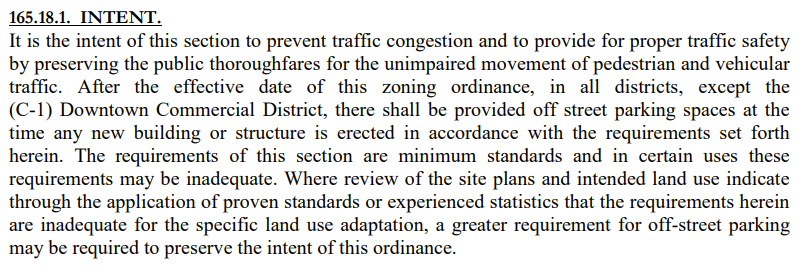 165.18.1. INTENT.
It is the intent of this section to prevent traffic congestion and to provide for proper traffic safety
by preserving the public thoroughfares for the unimpaired movement of pedestrian and vehicular
traffic. After the effective date of this zoning ordinance, in all districts, except the
(C-1) Downtown Commercial District, there shall be provided off street parking spaces at the
time any new building or structure is erected in accordance with the requirements set forth
herein. The requirements of this section are minimum standards and in certain uses these
requirements may be inadequate. Where review of the site plans and intended land use indicate
through the application of proven standards or experienced statistics that the requirements herein
are inadequate for the specific land use adaptation, a greater requirement for off-street parking
may be required to preserve the intent of this ordinance.